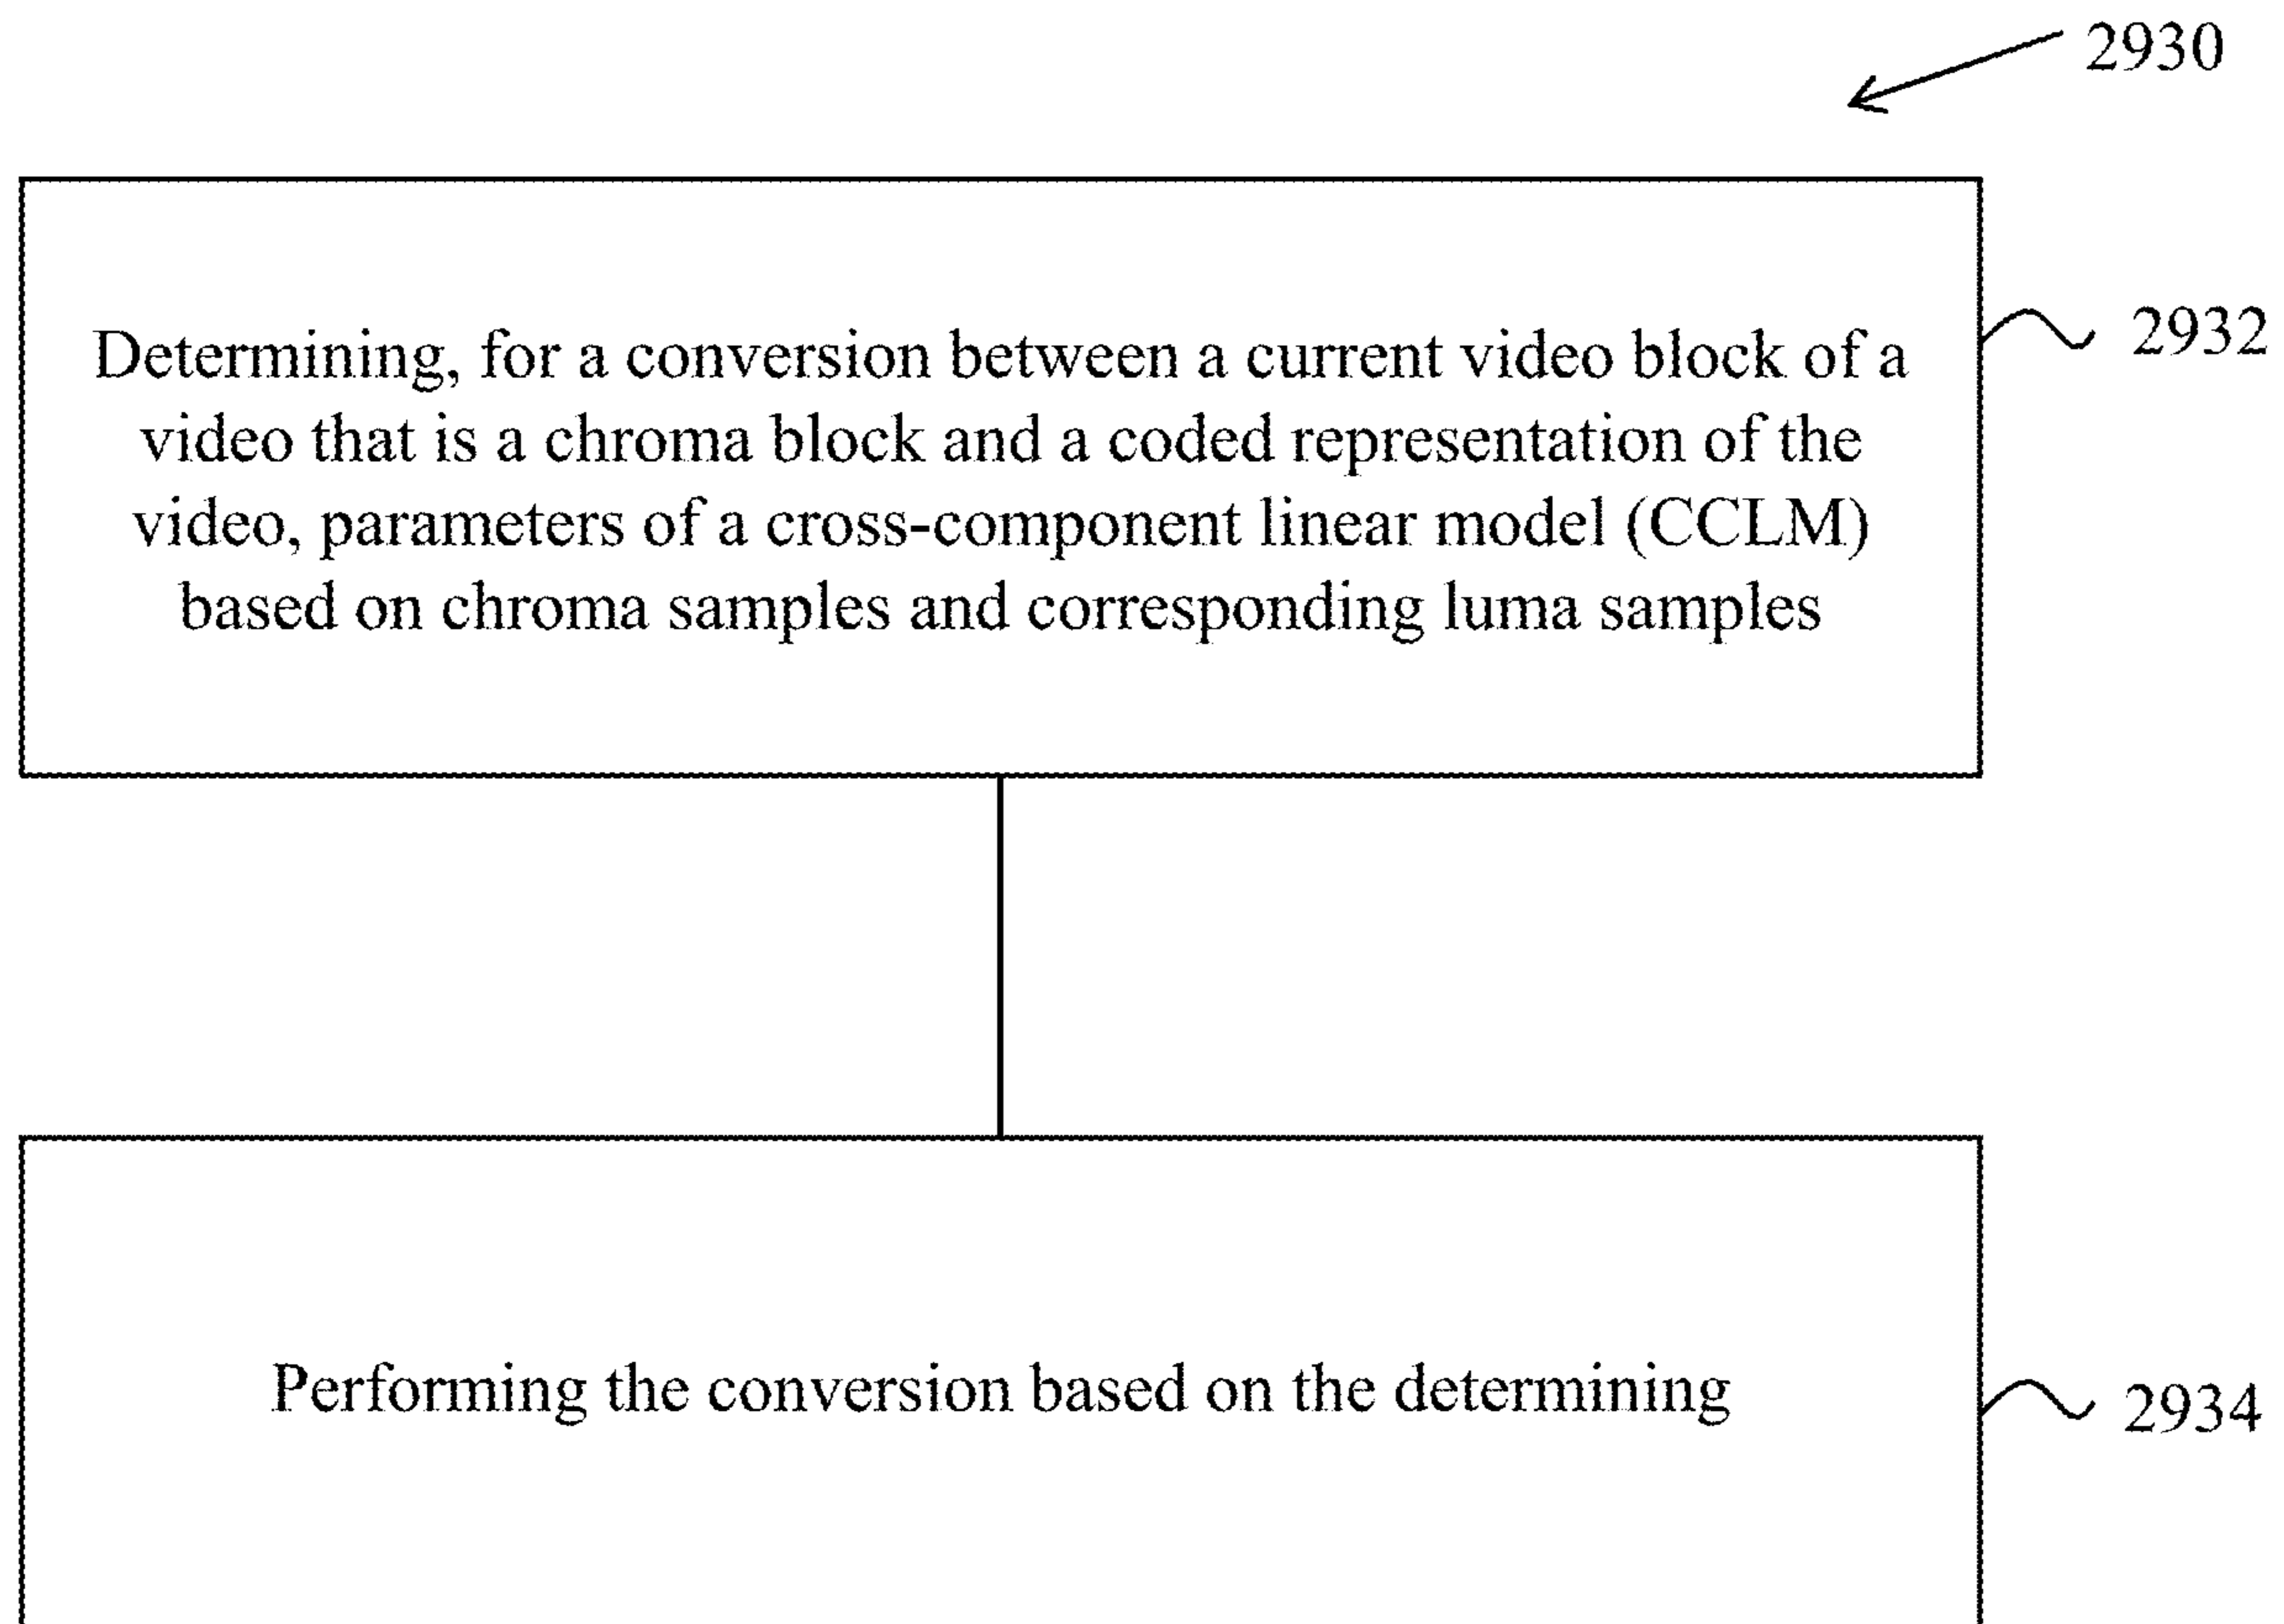 2930
Determining, for a conversion between a current video block of a
video that is a chroma block and a coded representation of the
video, parameters of a cross-component linear model (CCLM)
based on chroma samples and corresponding luma samples
2932
Performing the conversion based on the determining
2934